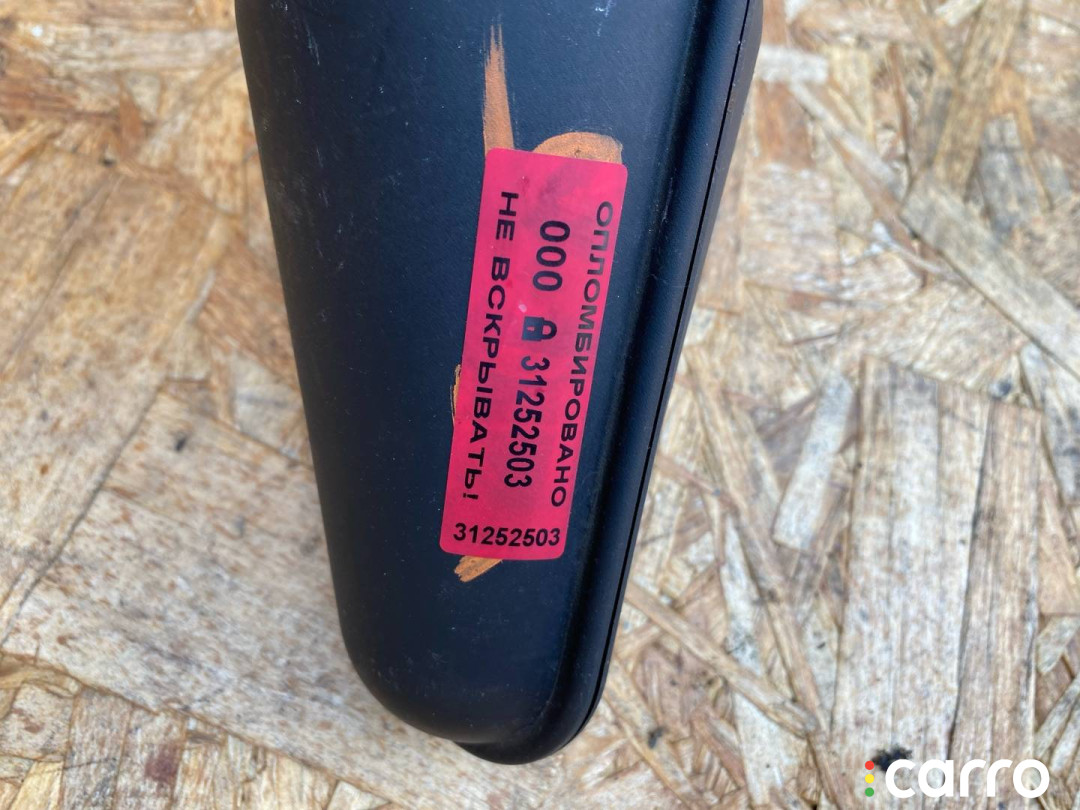 ОПЛОМБИРОВАНО
000 31252503
НЕ ВСКРЫВАТЬ!
31252503
carro